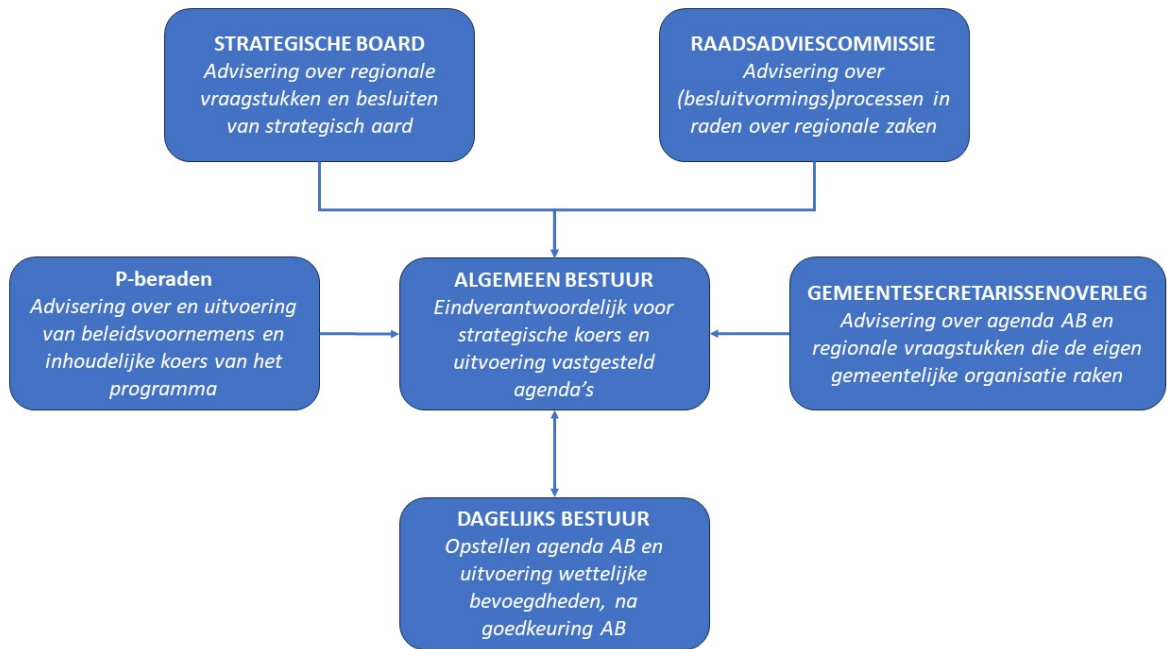 STRATEGISCHE BOARD
Advisering over regionale
vraagstukken en besluiten
van strategisch aard
RAADSADVIESCOMMISSIE
Advisering over
(besluitvormings)processen in
raden over regionale zaken
P-beraden
Advisering over en uitvoering
van beleidsvoornemens en
inhoudelijke koers van het
programma
ALGEMEEN BESTUUR
Eindverantwoordelijk voor
strategische koers en
uitvoering vastgesteld
agenda's
GEMEENTESECRETARISSENOVERLEG
Advisering over agenda AB en
regionale vraagstukken die de eigen
gemeentelijke organisatie raken
DAGELIJKS BESTUUR
Opstellen agenda AB en
uitvoering wettelijke
bevoegdheden, na
goedkeuring AB